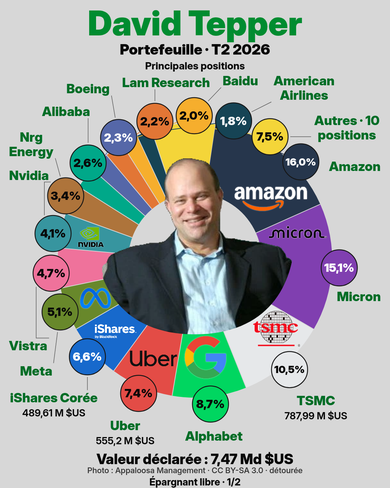 David Tepper
Portefeuille · T2 2026
Principales positions
Lam Research
Baidu
American
Airlines
Boeing
Alibaba
Autres · 10
positions
Nrg
Energy
Nvidia
Amazon
2,2%
2,0%
1,8%
7,5%
2,3%
16,0%
2,6%
3,4%
4,1%
4,7%
5,1%
6,6%
7,4%
8,7%
10,5%
15,1%
amazon
micron
NVIDIA
tsmc
iShares
by BlackRock
Uber
G
Micron
Vistra
Meta
iShares Corée
489,61 M $US
TSMC
787,99 M $US
Uber
555,2 M $US
Alphabet
Valeur déclarée : 7,47 Md $US
Photo : Appaloosa Management · CC BY-SA 3.0 · détourée
Épargnant libre · 1/2